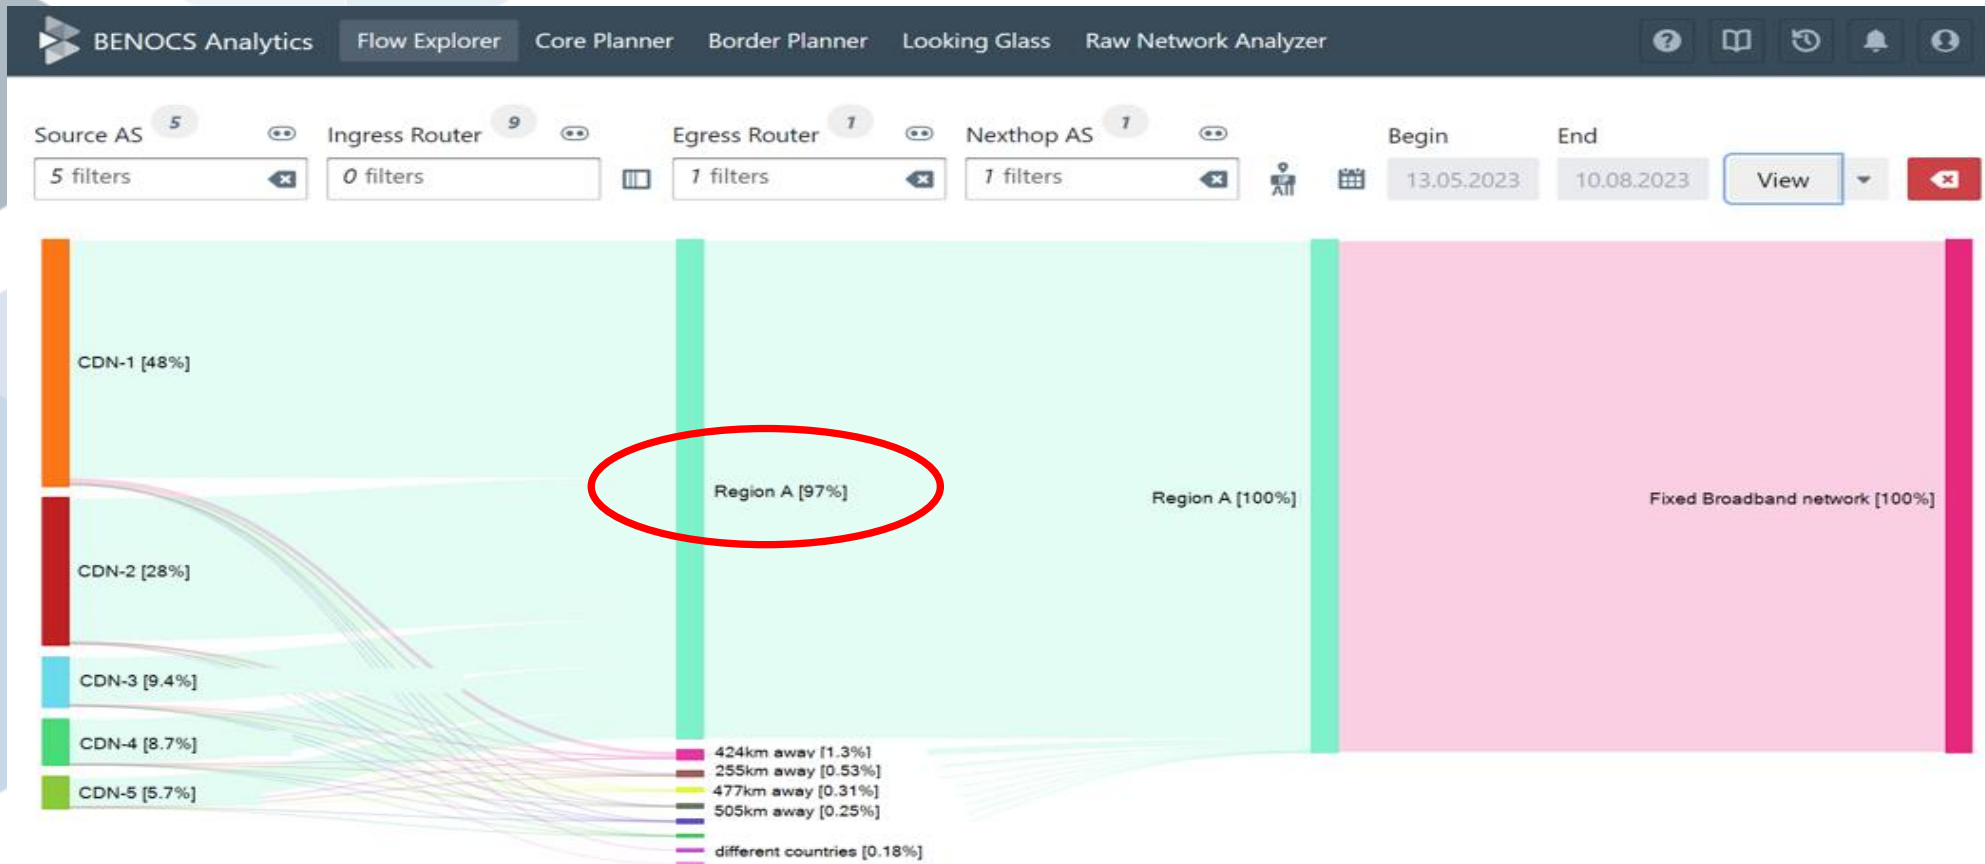 BENOCS Analytics Flow Explorer Core Planner Border Planner Looking Glass Raw Network Analyzer
Source AS 5 Ingress Router 9 Egress Router 1 Nexthop AS 1 Begin End
5 filters 0 filters 1 filters 1 filters All 13.05.2023 10.08.2023 View
CDN-1 [48%]
Region A [97%]
Region A [100%]
Fixed Broadband network [100%]
CDN-2 [28%]
CDN-3 [9.4%]
CDN-4 [8.7%]
424km away [1.3%]
255km away [0.53%]
CDN-5 [5.7%]
477km away [0.31%]
505km away [0.25%]
different countries [0.18%]